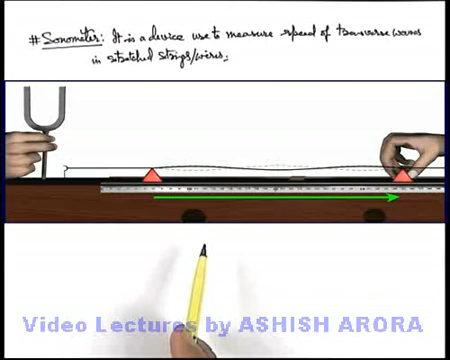 # Sonometer: It is a device use to measure speed of transverse waves
in stretched strings/wires.
Video Lectures by ASHISH ARORA